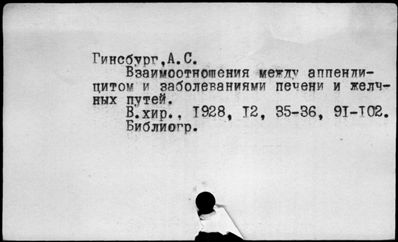 Гинсбург,А.С.
Взаимоотношения между аппенди-
цитом и заболеваниями печени и желч-
ных путей.
В.хир., 1928, 12, 35-36, 91-102.
Библиогр.